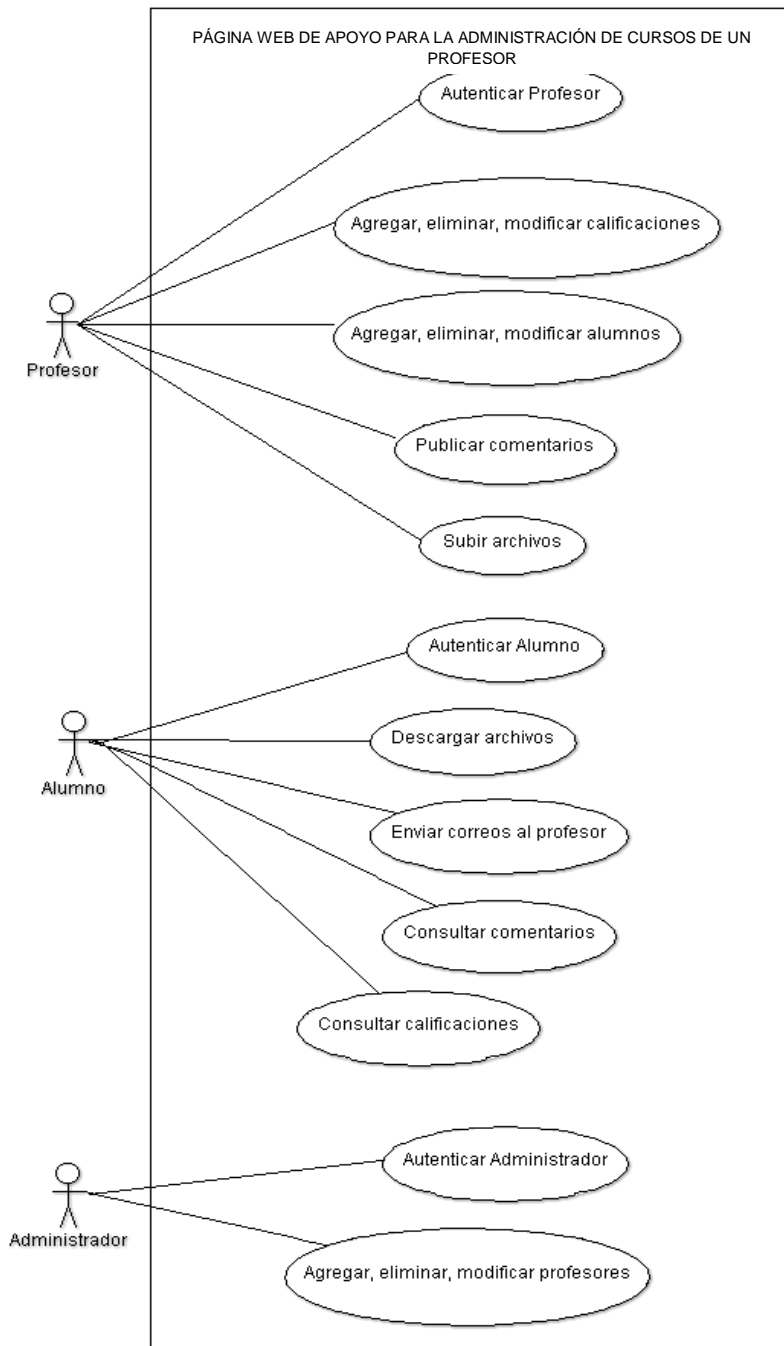 PÁGINA WEB DE APOYO PARA LA ADMINISTRACIÓN DE CURSOS DE UN
PROFESOR
Autenticar Profesor
Agregar, eliminar, modificar calificaciones
Agregar, eliminar, modificar alumnos
Profesor
Publicar comentarios
Subir archivos
Autenticar Alumno
Descargar archivos
Alumno
Enviar correos al profesor
Consultar comentarios
Consultar calificaciones
Autenticar Administrador
Administrador
Agregar, eliminar, modificar profesores